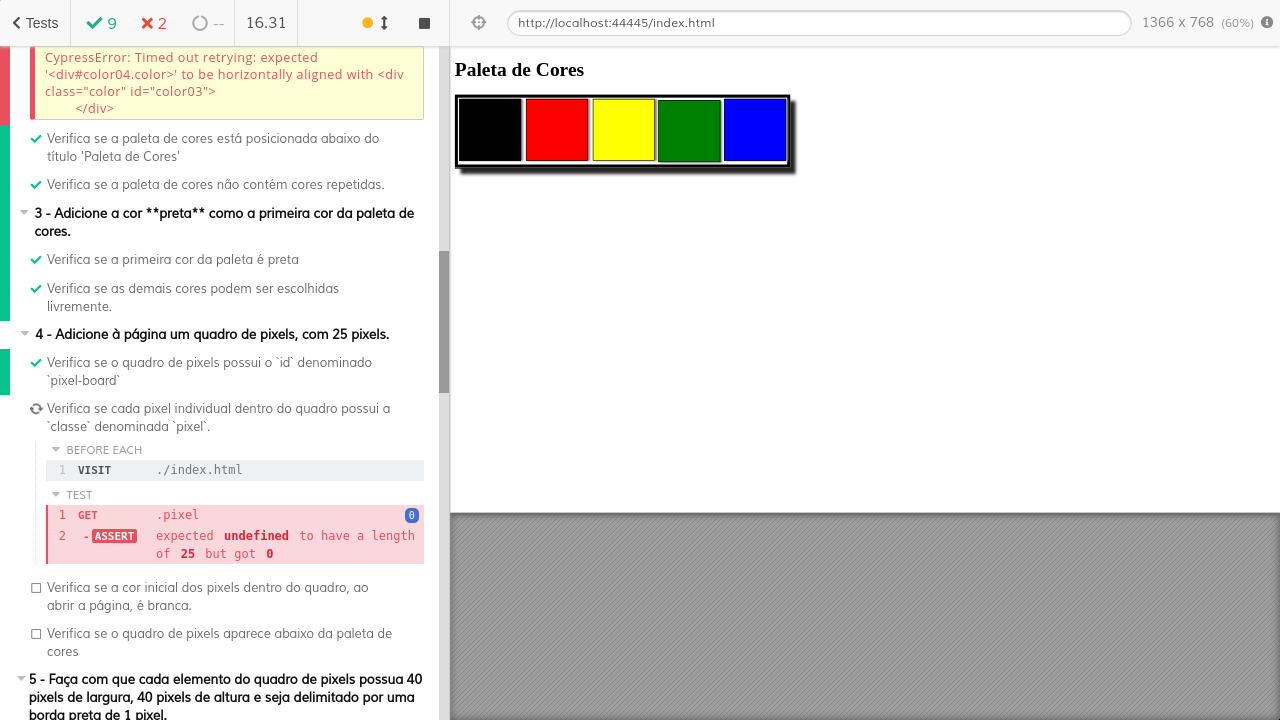 Tests
9
2
--
16.31
http://localhost:44445/index.html
1366 x 768 (60%)
CypressError: Timed out retrying: expected
'<div#color04.color>' to be horizontally aligned with <div
class="color" id="color03">
</div>
Verifica se a paleta de cores está posicionada abaixo do
título 'Paleta de Cores'
Verifica se a paleta de cores não contém cores repetidas.
3 - Adicione a cor **preta** como a primeira cor da paleta de
cores.
Verifica se a primeira cor da paleta é preta
Verifica se as demais cores podem ser escolhidas
livremente.
4 - Adicione à página um quadro de pixels, com 25 pixels.
Verifica se o quadro de pixels possui o `id` denominado
`pixel-board`
Verifica se cada pixel individual dentro do quadro possui a
`classe` denominada `pixel`.
BEFORE EACH
1 VISIT ./index.html
TEST
1 GET .pixel 0
2 -ASSERT expected undefined to have a length
of 25 but got 0
Verifica se a cor inicial dos pixels dentro do quadro, ao
abrir a página, é branca.
Verifica se o quadro de pixels aparece abaixo da paleta de
cores
5 - Faça com que cada elemento do quadro de pixels possua 40
pixels de largura, 40 pixels de altura e seja delimitado por uma
borda preta de 1 pixel.
Paleta de Cores